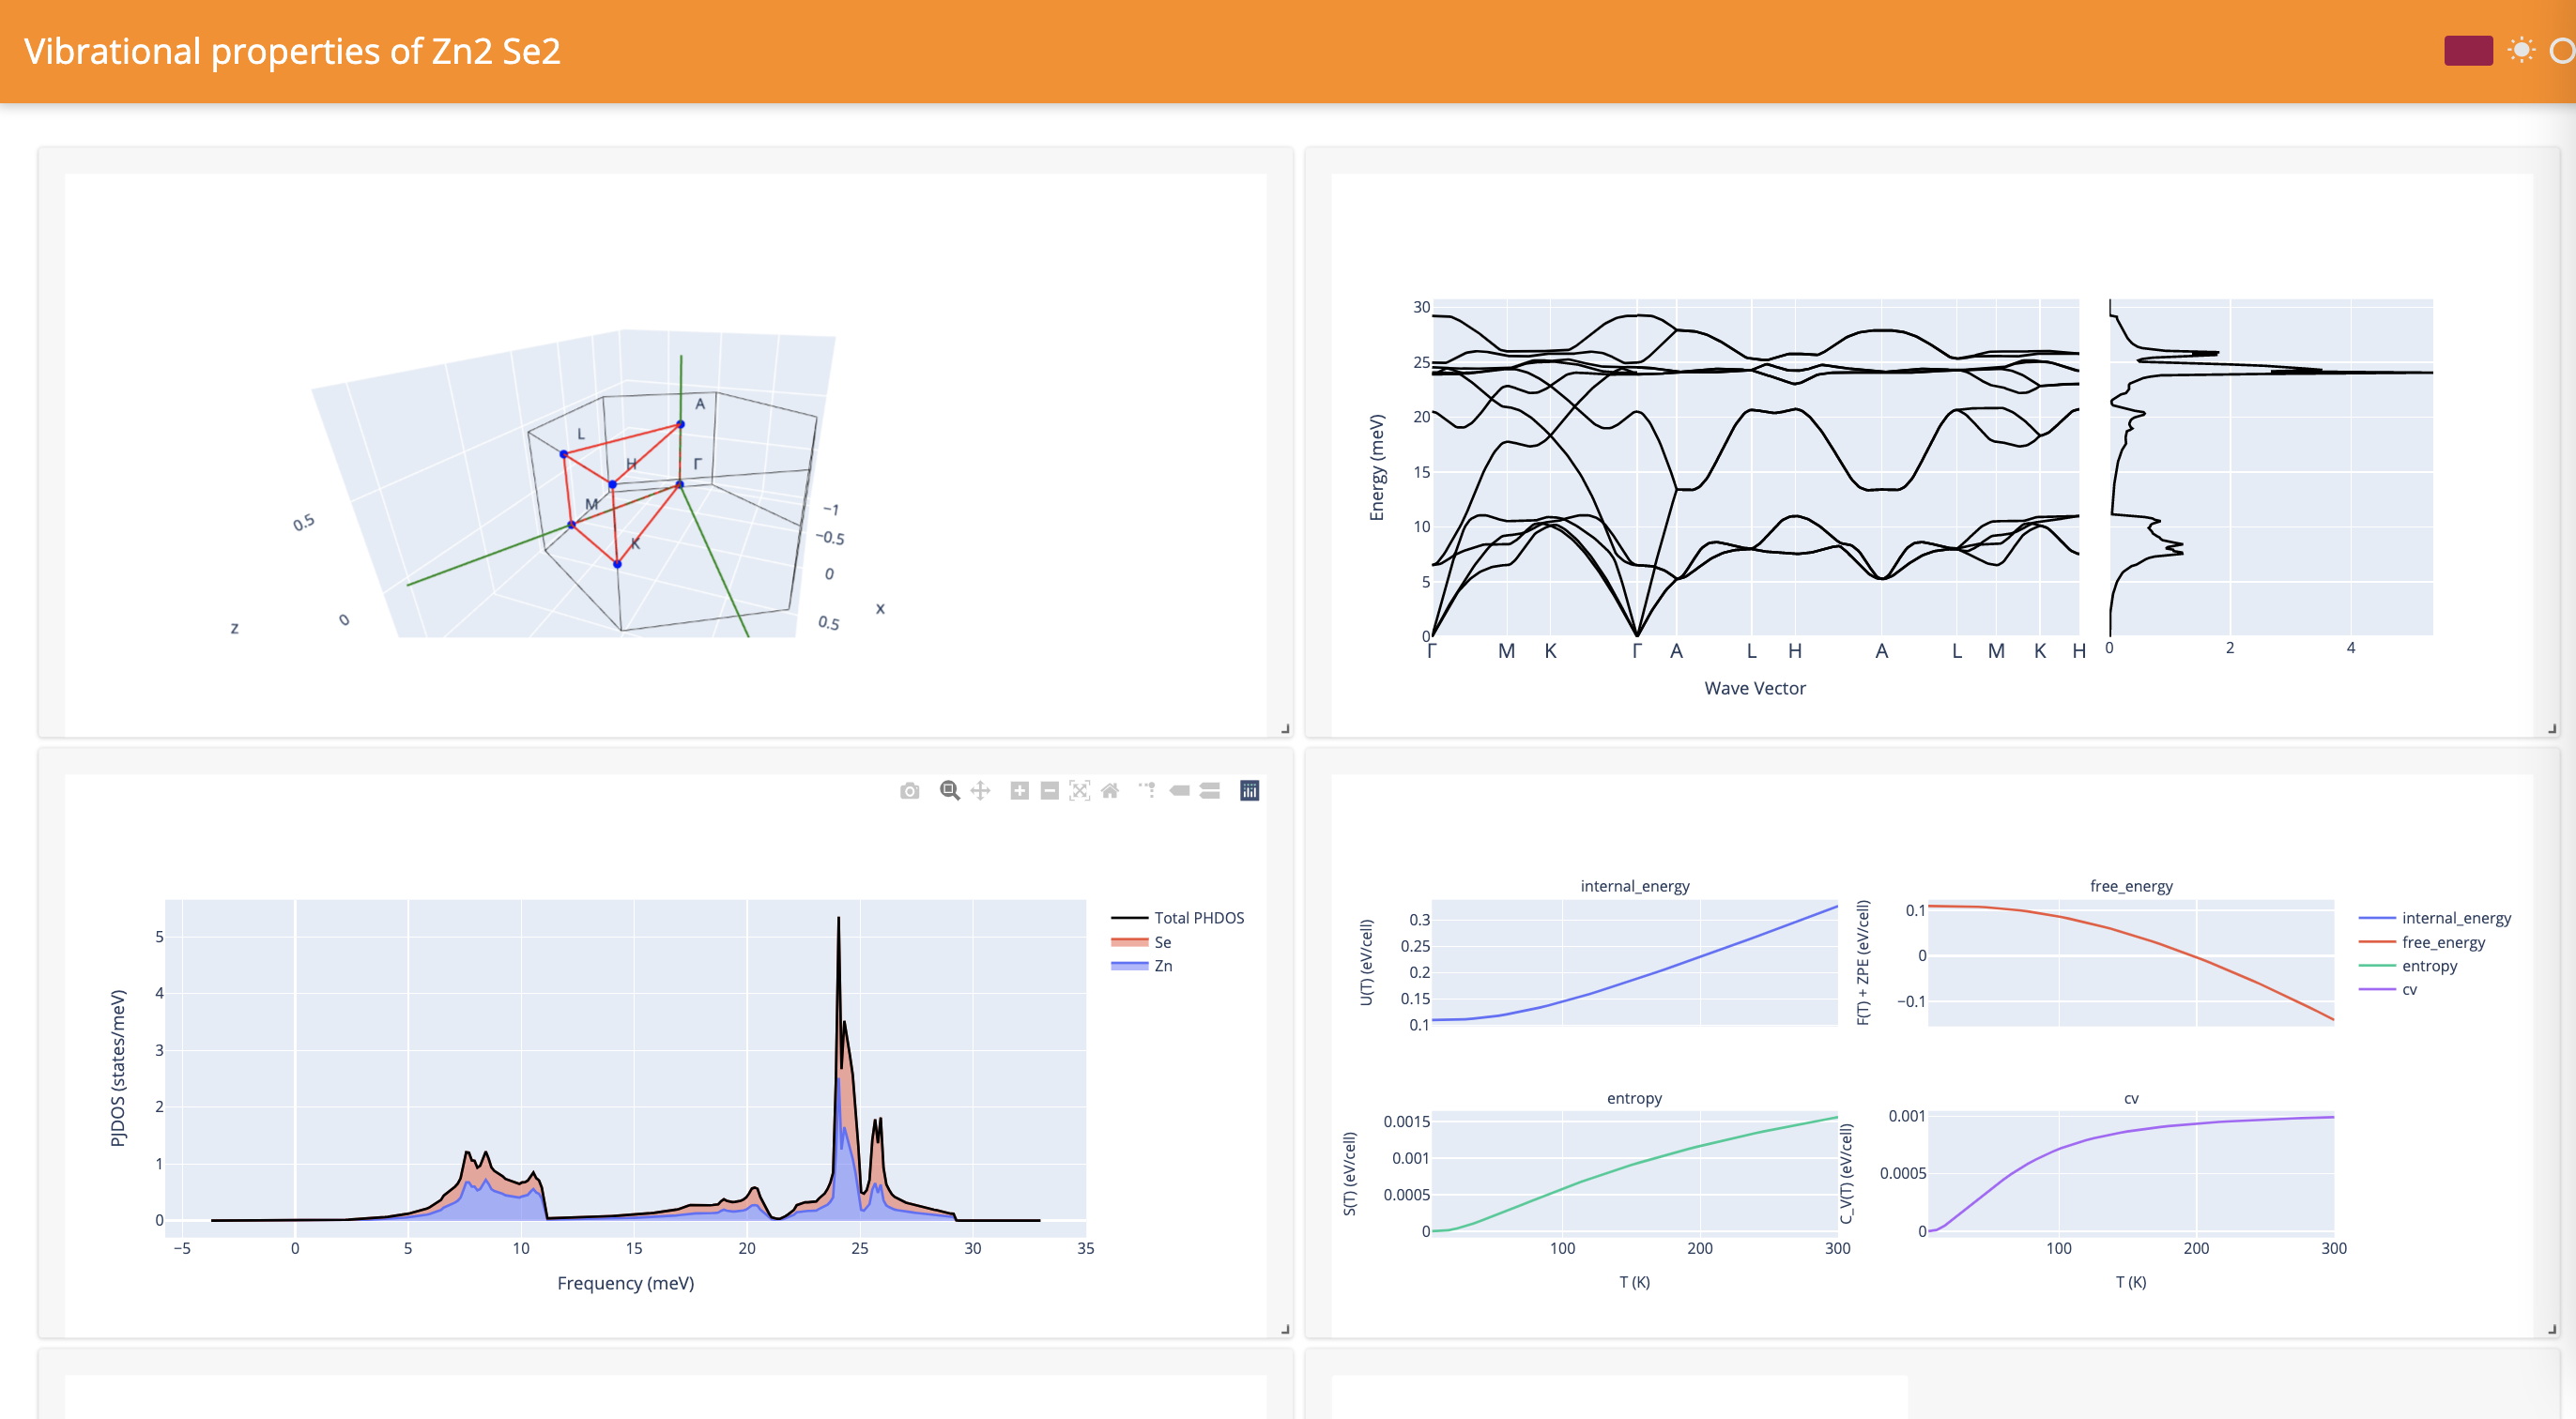 Vibrational properties of Zn2 Se2
A
L
H
Γ
M
K
0.5
0
z
−1
−0.5
0
0.5
x
30
25
20
15
10
5
0
Energy (meV)
Γ M K Γ A L H A L M K H
Wave Vector
0 2 4
5
4
3
2
1
0
PJDOS (states/meV)
−5 0 5 10 15 20 25 30 35
Frequency (meV)
Total PHDOS
Se
Zn
internal_energy
0.3
0.25
0.2
0.15
0.1
U(T) (eV/cell)
free_energy
0.1
0
−0.1
F(T) + ZPE (eV/cell)
internal_energy
free_energy
entropy
cv
entropy
0.0015
0.001
0.0005
0
S(T) (eV/cell)
100 200 300
T (K)
cv
0.001
0.0005
0
C_V(T) (eV/cell)
100 200 300
T (K)